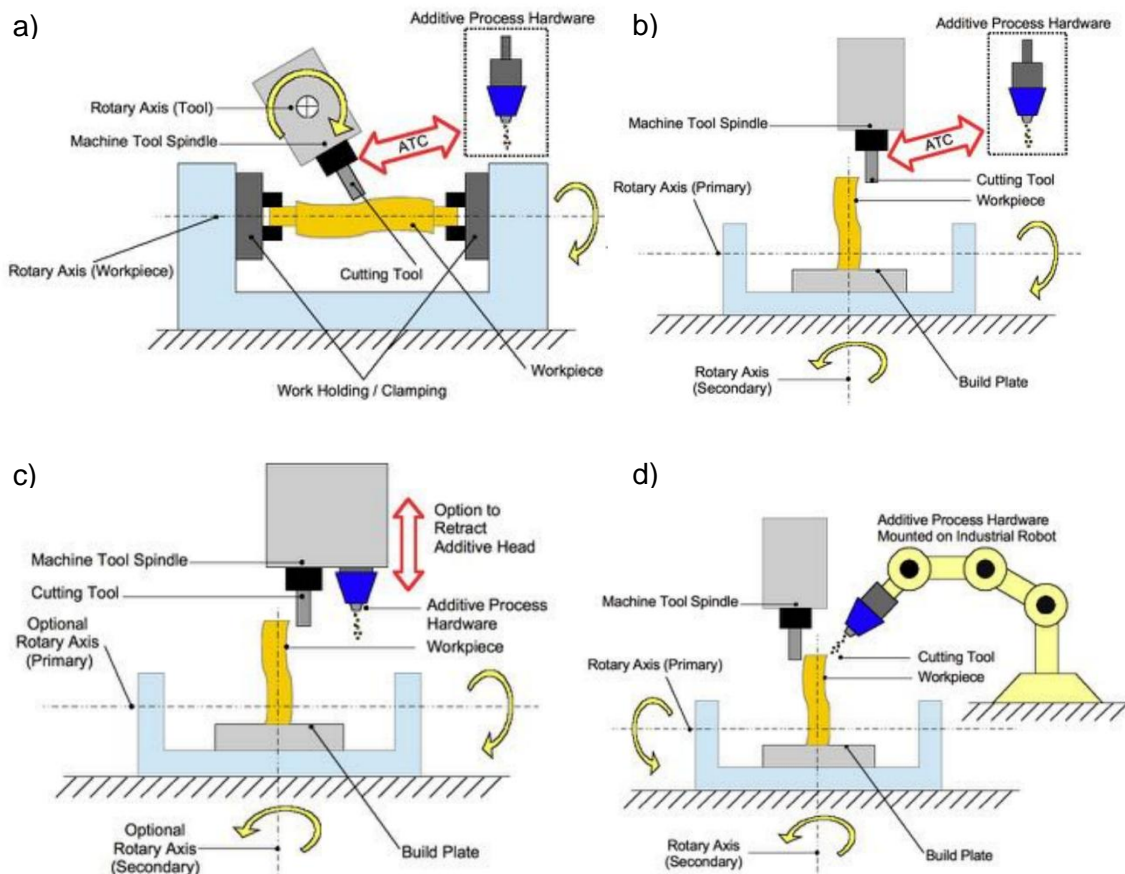 a)
Additive Process Hardware
Rotary Axis (Tool)
Machine Tool Spindle
ATC
Rotary Axis (Workpiece)
Cutting Tool
Workpiece
Work Holding / Clamping
b)
Additive Process Hardware
Machine Tool Spindle
ATC
Cutting Tool
Workpiece
Rotary Axis (Primary)
Rotary Axis
(Secondary)
Build Plate
c)
Option to
Retract
Additive Head
Machine Tool Spindle
Cutting Tool
Additive Process
Hardware
Workpiece
Optional
Rotary Axis
(Primary)
Optional
Rotary Axis
(Secondary)
Build Plate
d)
Additive Process Hardware
Mounted on Industrial Robot
Machine Tool Spindle
Cutting Tool
Workpiece
Rotary Axis (Primary)
Rotary Axis
(Secondary)
Build Plate